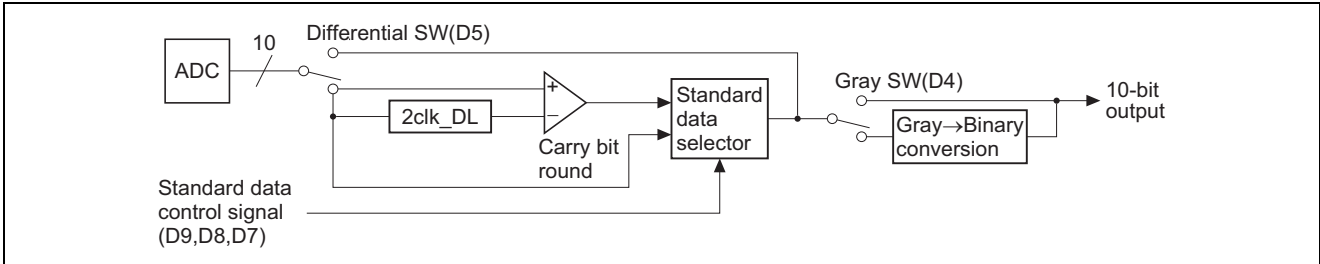 Differential SW(D5)
10
ADC
2clk_DL
+
−
Carry bit
round
Standard
data
selector
Gray SW(D4)
Gray→Binary
conversion
10-bit
output
Standard data
control signal
(D9,D8,D7)